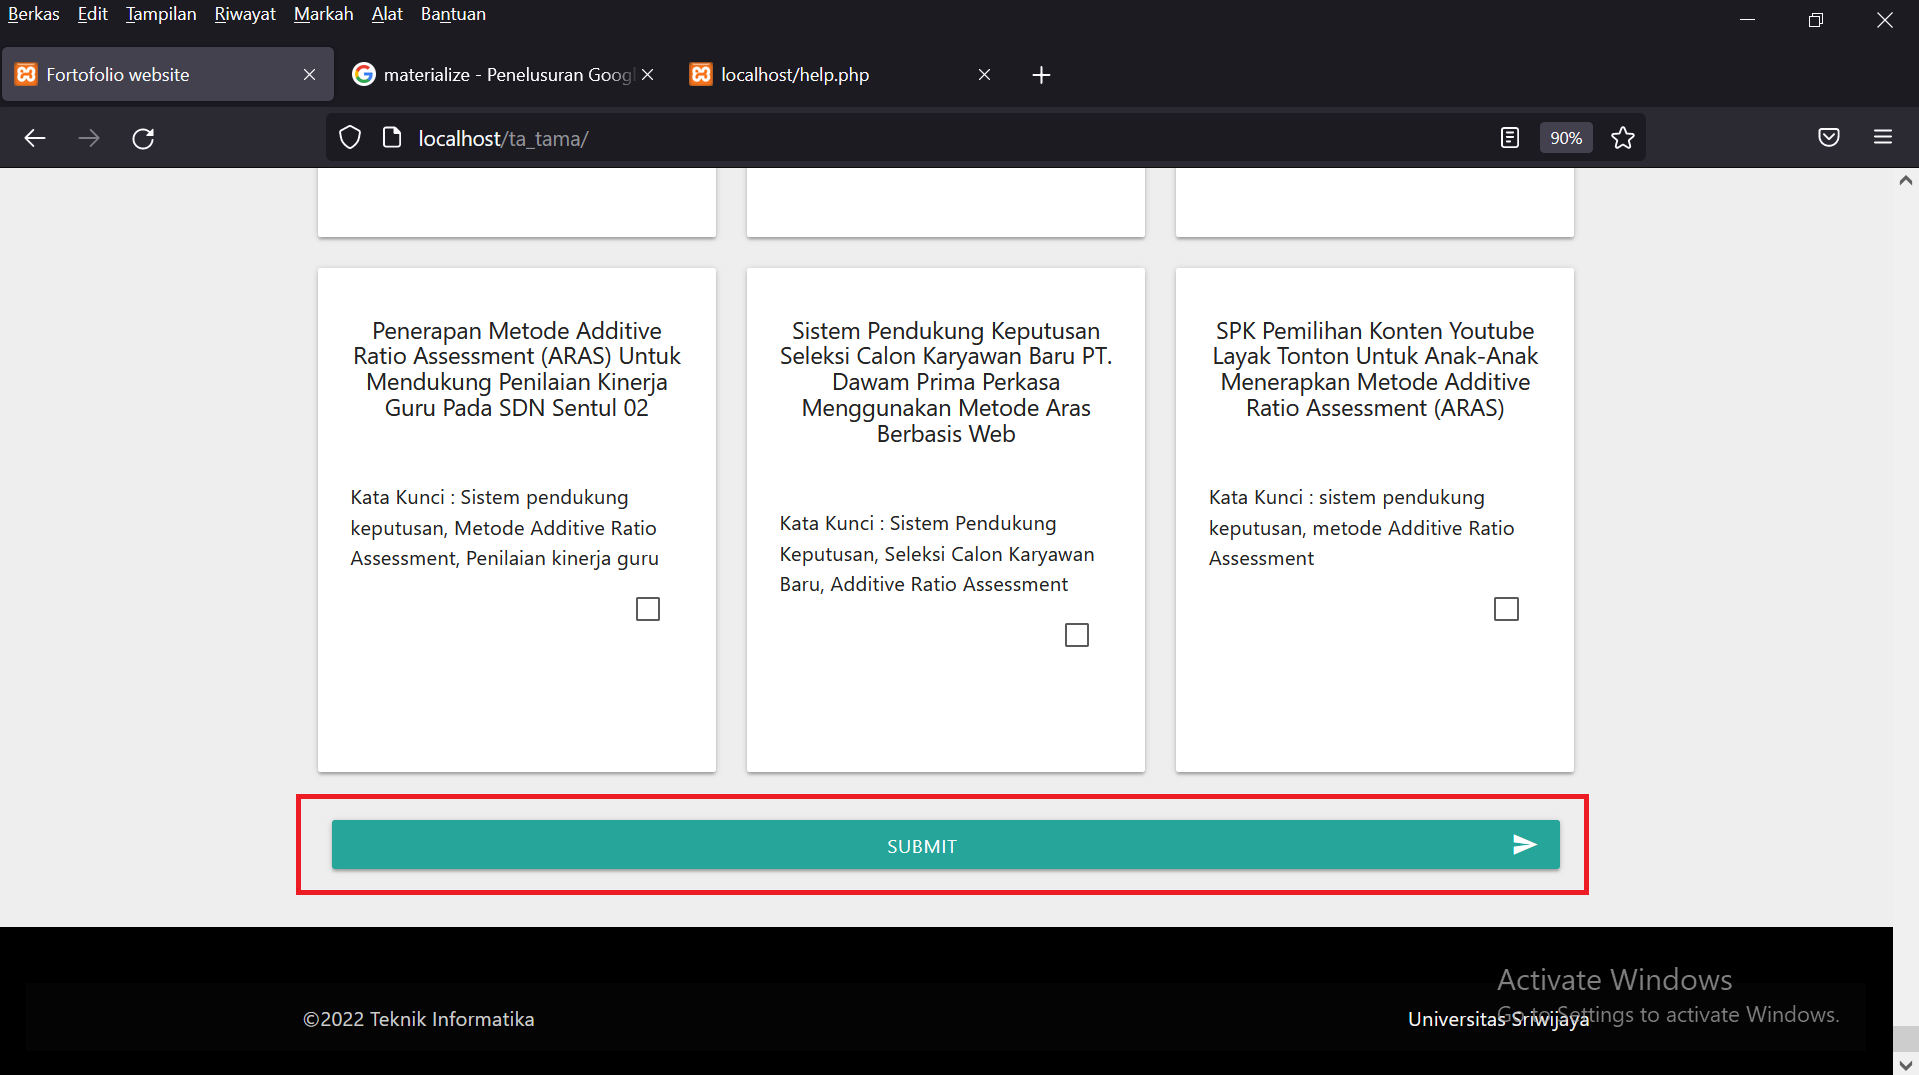 Berkas Edit Tampilan Riwayat Markah Alat Bantuan
Fortofolio website
materialize - Penelusuran Googl
localhost/help.php
localhost/ta_tama/
90%
Penerapan Metode Additive
Ratio Assessment (ARAS) Untuk
Mendukung Penilaian Kinerja
Guru Pada SDN Sentul 02
Kata Kunci : Sistem pendukung
keputusan, Metode Additive Ratio
Assessment, Penilaian kinerja guru
Sistem Pendukung Keputusan
Seleksi Calon Karyawan Baru PT.
Dawam Prima Perkasa
Menggunakan Metode Aras
Berbasis Web
Kata Kunci : Sistem Pendukung
Keputusan, Seleksi Calon Karyawan
Baru, Additive Ratio Assessment
SPK Pemilihan Konten Youtube
Layak Tonton Untuk Anak-Anak
Menerapkan Metode Additive
Ratio Assessment (ARAS)
Kata Kunci : sistem pendukung
keputusan, metode Additive Ratio
Assessment
SUBMIT
©2022 Teknik Informatika
Universitas Sriwijaya
Activate Windows
Go to Settings to activate Windows.